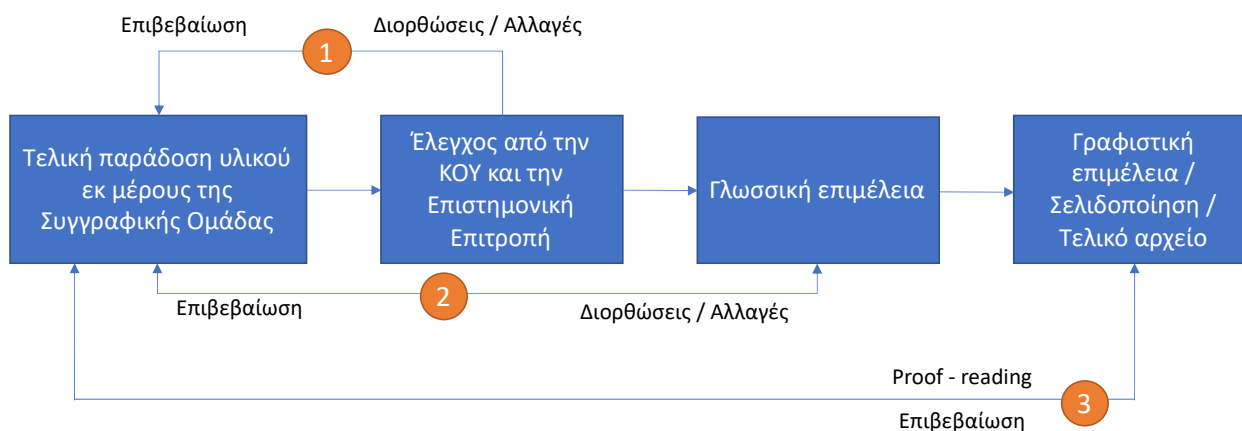 Επιβεβαίωση
Διορθώσεις / Αλλαγές
1
Τελική παράδοση υλικού
εκ μέρους της
Συγγραφικής Ομάδας
Έλεγχος από την
ΚΟΥ και την
Επιστημονική
Επιτροπή
Γλωσσική επιμέλεια
Γραφιστική
επιμέλεια /
Σελιδοποίηση /
Τελικό αρχείο
Επιβεβαίωση
2
Διορθώσεις / Αλλαγές
Proof - reading
3
Επιβεβαίωση